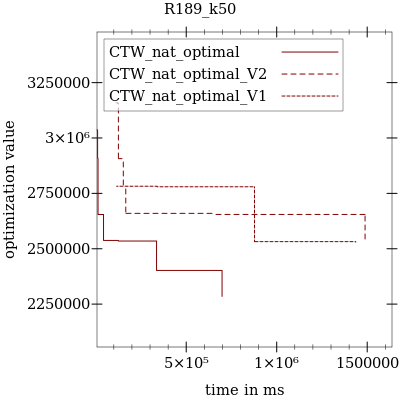 R189_k50
CTW_nat_optimal
CTW_nat_optimal_V2
CTW_nat_optimal_V1
optimization value
3250000
3×10⁶
2750000
2500000
2250000
5×10⁵ 1×10⁶ 1500000
time in ms